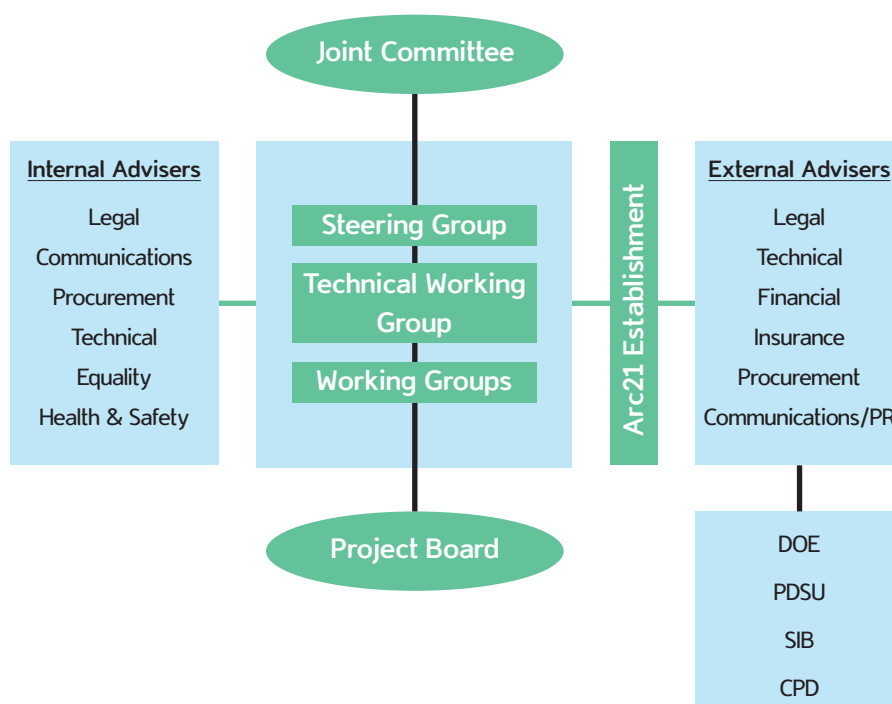 Joint Committee
Internal Advisers
Legal
Communications
Procurement
Technical
Equality
Health & Safety
Steering Group
Technical Working
Group
Working Groups
Project Board
Arc21 Establishment
External Advisers
Legal
Technical
Financial
Insurance
Procurement
Communications/PR
DOE
PDSU
SIB
CPD